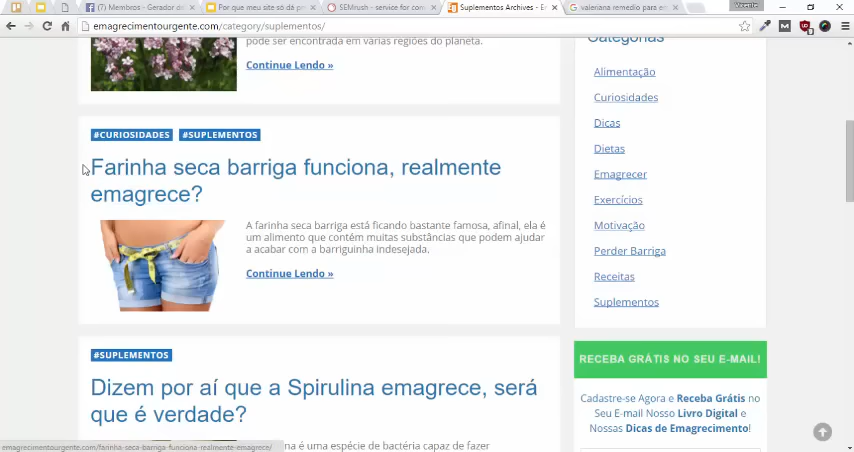 (7) Membros - Gerador de
Por que meu site só dá pr
SEMrush - service for com
Suplementos Archives - E
valeriana remedio para em
emagrecimentourgente.com/category/suplementos/
pode ser encontrada em várias regiões do planeta.
Continue Lendo »
#CURIOSIDADES #SUPLEMENTOS
Farinha seca barriga funciona, realmente
emagrece?
A farinha seca barriga está ficando bastante famosa, afinal, ela é
um alimento que contém muitas substâncias que podem ajudar
a acabar com a barriguinha indesejada.
Continue Lendo »
#SUPLEMENTOS
Dizem por aí que a Spirulina emagrece, será
que é verdade?
na é uma espécie de bactéria capaz de fazer
emagrecimentourgente.com/farinha-seca-barriga-funciona-realmente-emagrece/
Categorias
Alimentação
Curiosidades
Dicas
Dietas
Emagrecer
Exercícios
Motivação
Perder Barriga
Receitas
Suplementos
RECEBA GRÁTIS NO SEU E-MAIL!
Cadastre-se Agora e Receba Grátis no
Seu E-mail Nosso Livro Digital e
Nossas Dicas de Emagrecimento!